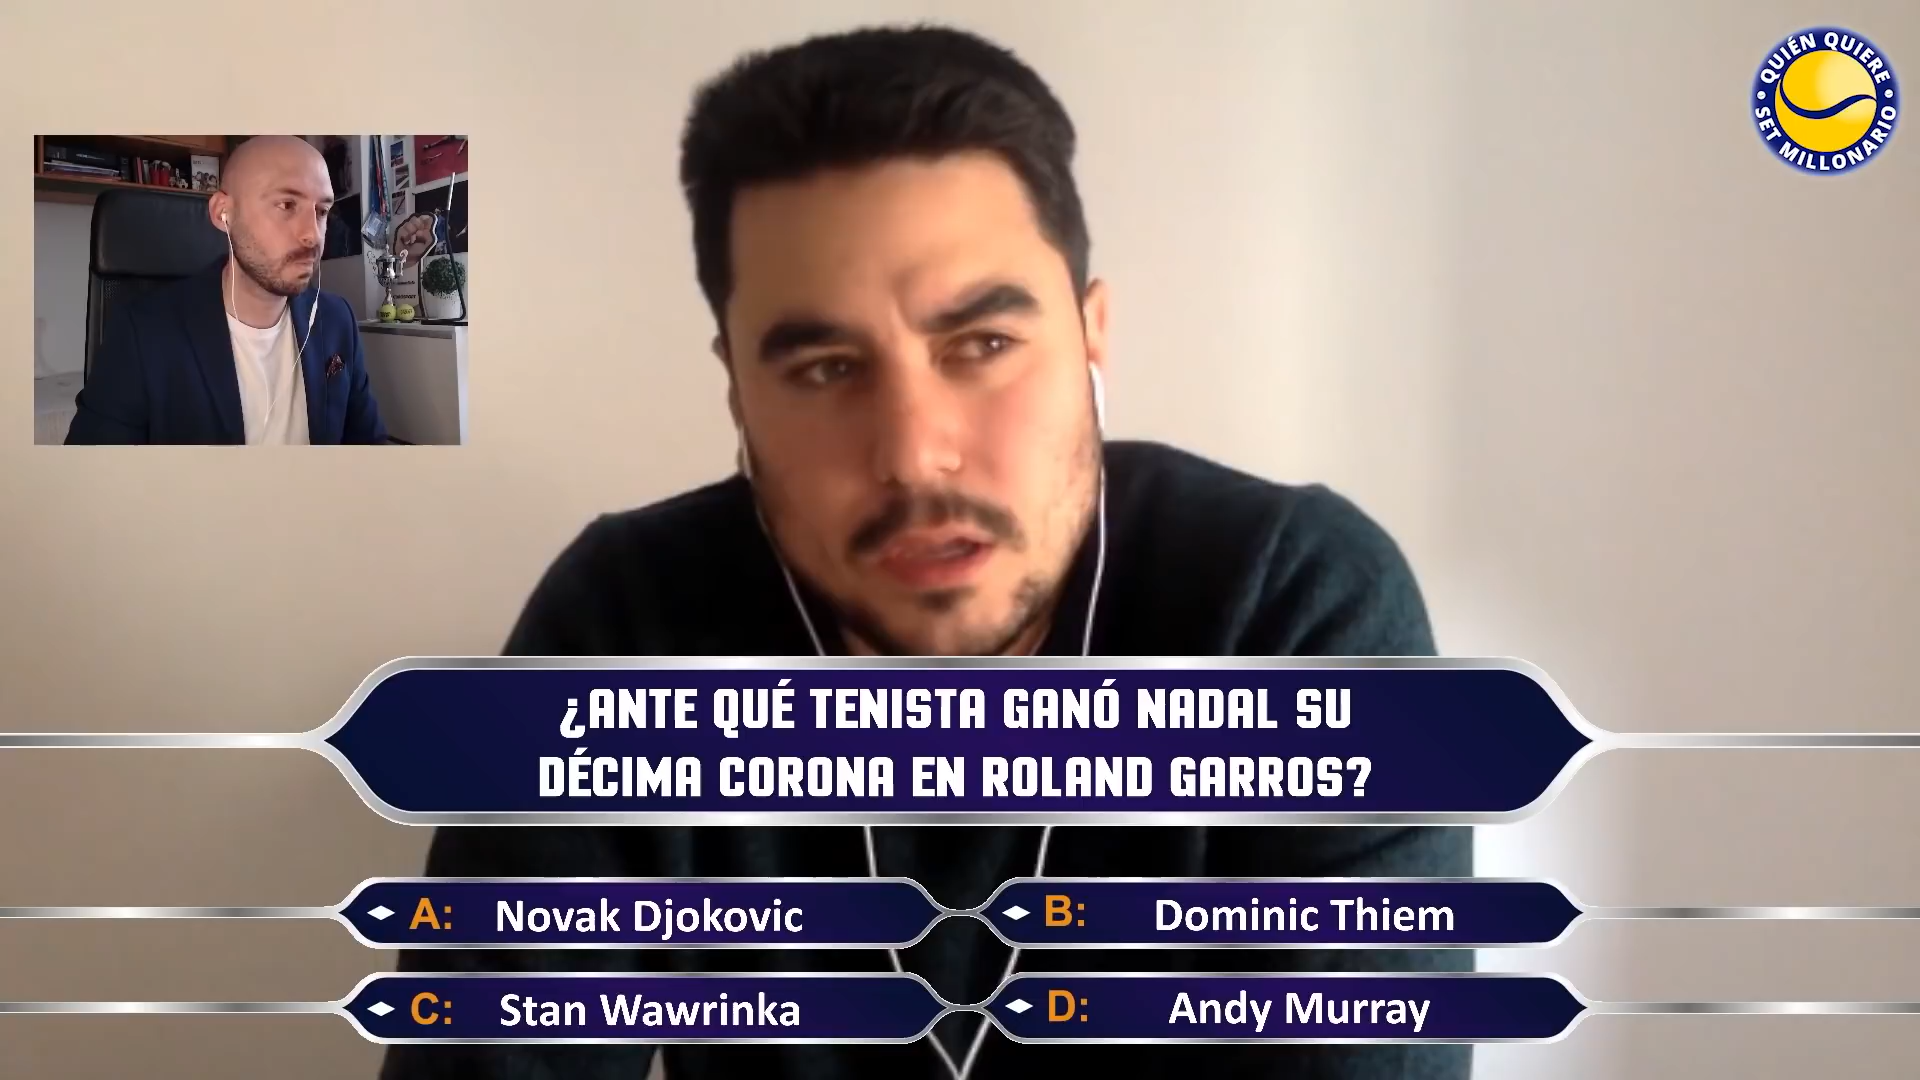 QUIÉN QUIERE
SET MILLONARIO
¿ANTE QUÉ TENISTA GANÓ NADAL SU
DÉCIMA CORONA EN ROLAND GARROS?
A: Novak Djokovic
B: Dominic Thiem
C: Stan Wawrinka
D: Andy Murray